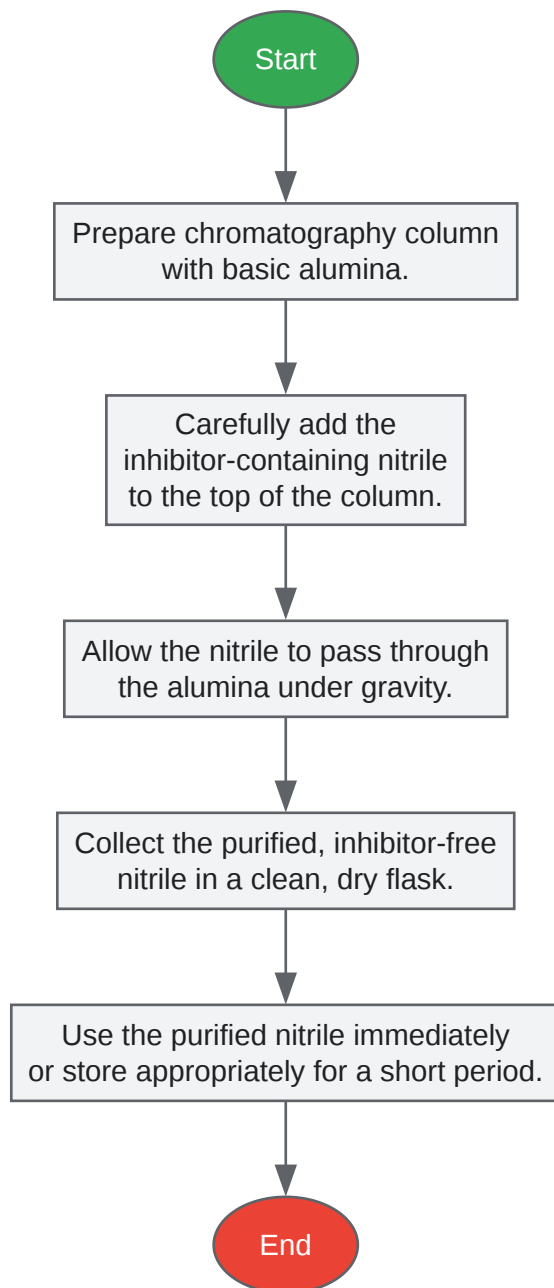 Start
Prepare chromatography column
with basic alumina.
Carefully add the
inhibitor-containing nitrile
to the top of the column.
Allow the nitrile to pass through
the alumina under gravity.
Collect the purified, inhibitor-free
nitrile in a clean, dry flask.
Use the purified nitrile immediately
or store appropriately for a short period.
End